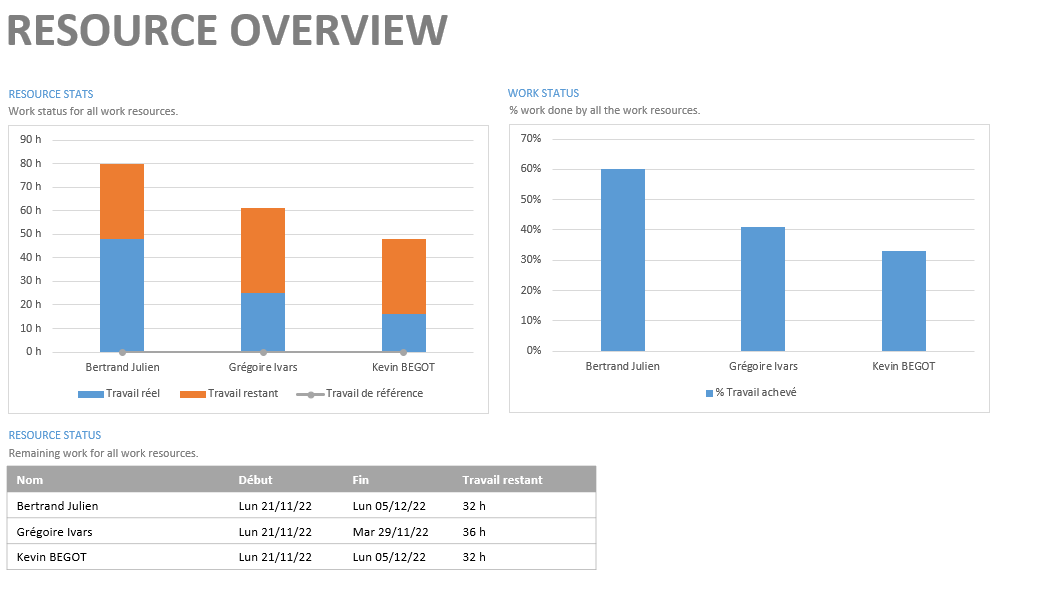 RESOURCE OVERVIEW
RESOURCE STATS
Work status for all work resources.
90 h
80 h
70 h
60 h
50 h
40 h
30 h
20 h
10 h
0 h
Bertrand Julien Grégoire Ivars Kevin BEGOT
Travail réel Travail restant Travail de référence
WORK STATUS
% work done by all the work resources.
70%
60%
50%
40%
30%
20%
10%
0%
Bertrand Julien Grégoire Ivars Kevin BEGOT
% Travail achevé
RESOURCE STATUS
Remaining work for all work resources.
Nom Début Fin Travail restant
Bertrand Julien Lun 21/11/22 Lun 05/12/22 32 h
Grégoire Ivars Lun 21/11/22 Mar 29/11/22 36 h
Kevin BEGOT Lun 21/11/22 Lun 05/12/22 32 h